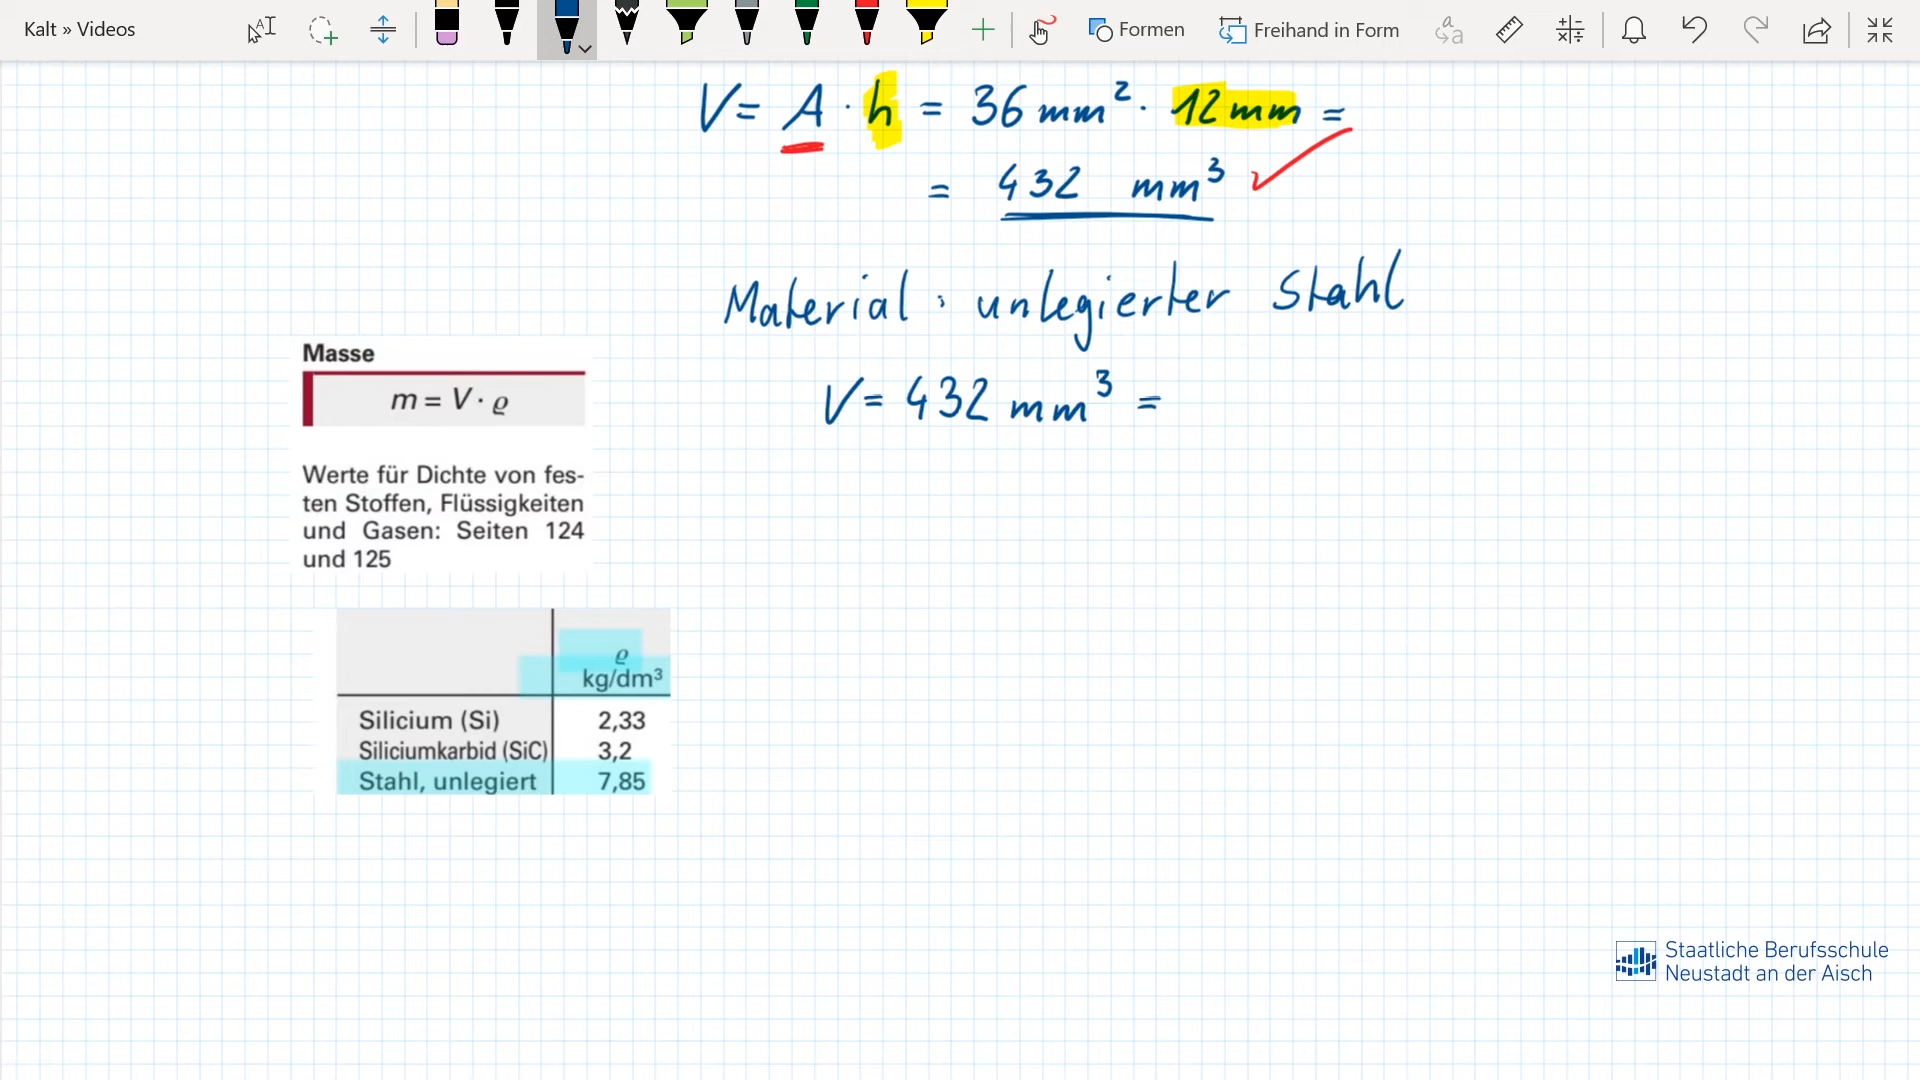 Kalt » Videos
Formen
Freihand in Form
V = A · h = 36 mm² · 12 mm =
= 432 mm³
Material: unlegierter Stahl
V = 432 mm³ =
Masse
m = V · ϱ
Werte für Dichte von fes-
ten Stoffen, Flüssigkeiten
und Gasen: Seiten 124
und 125
ϱ
kg/dm³
Silicium (Si) 2,33
Siliciumkarbid (SiC) 3,2
Stahl, unlegiert 7,85
Staatliche Berufsschule
Neustadt an der Aisch